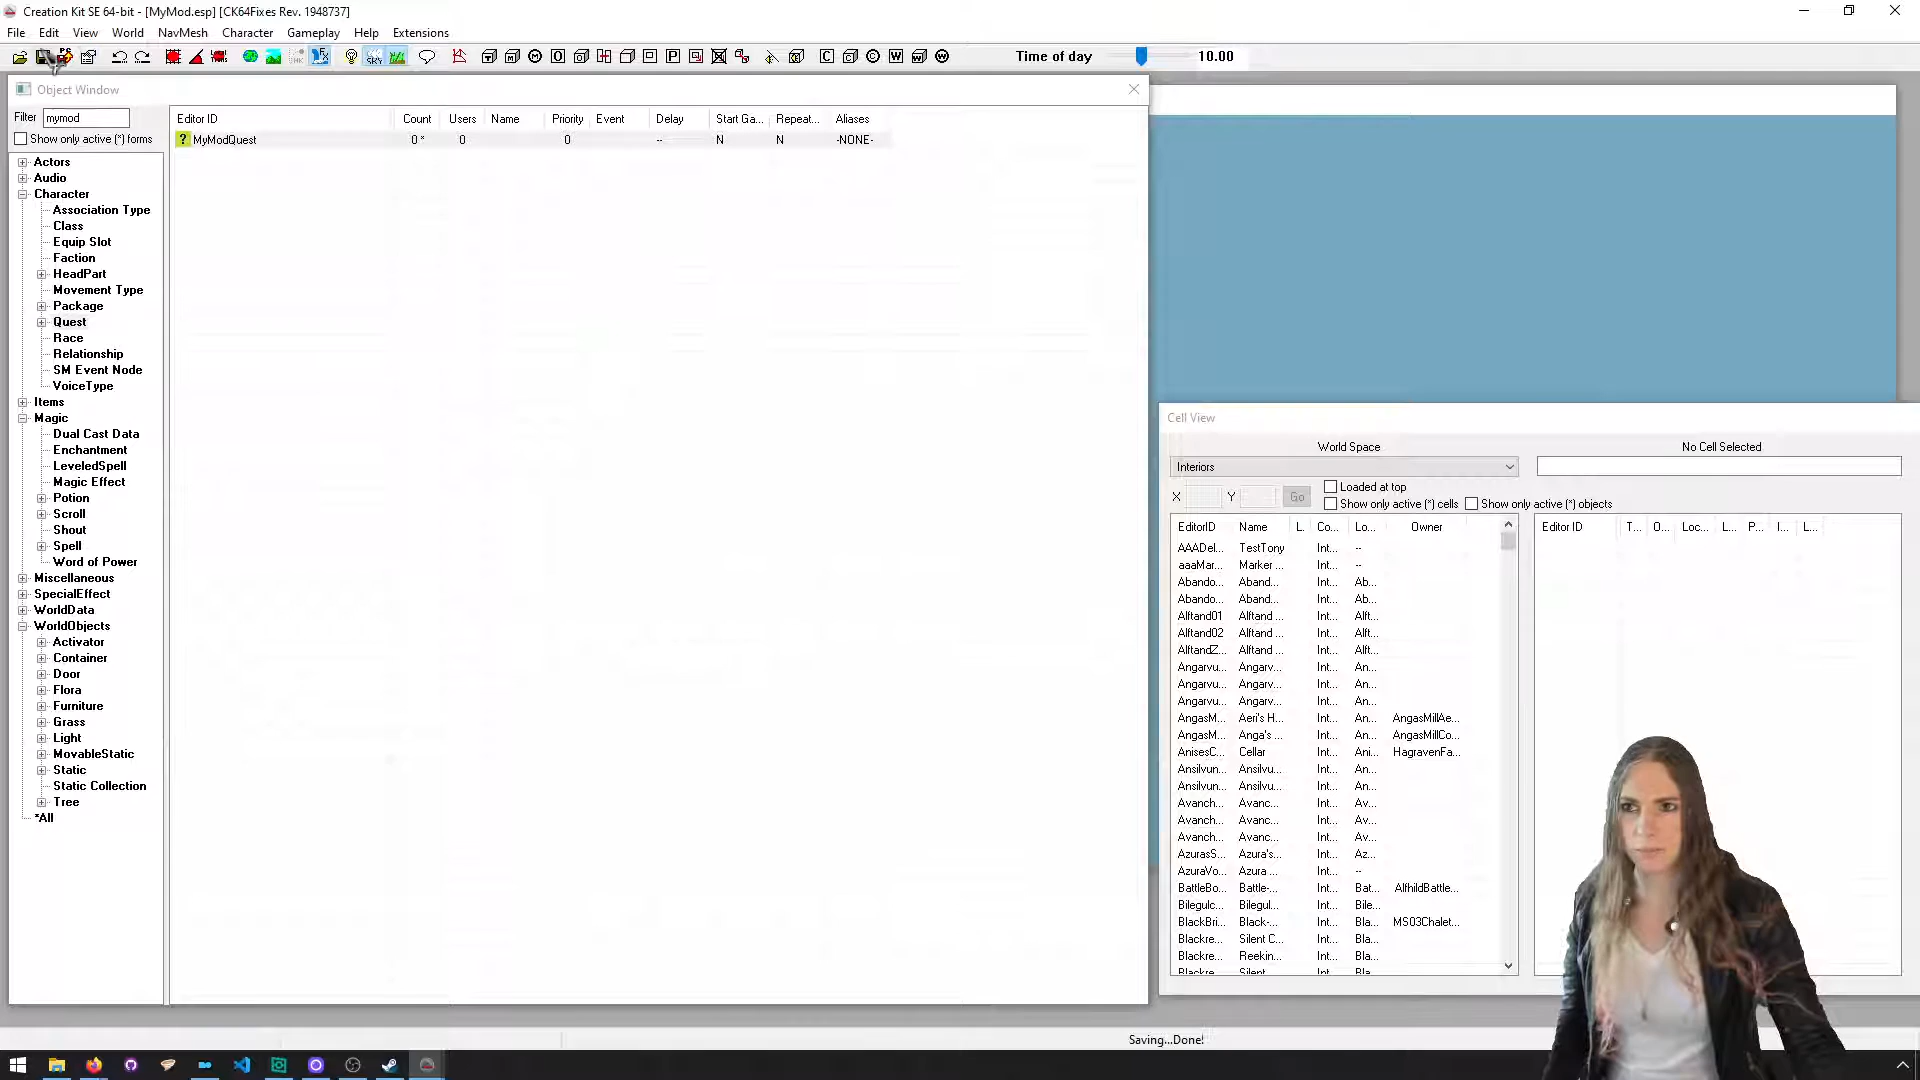 Creation Kit SE 64-bit - [MyMod.esp] [CK64Fixes Rev. 1948737]
File Edit View World NavMesh Character Gameplay Help Extensions
Time of day 10.00
Object Window
Filter mymod
Show only active (*) forms
Editor ID Count Users Name Priority Event Delay Start Ga... Repeat... Aliases
MyModQuest 0 * 0 0 -- N N -NONE-
Actors
Audio
Character
Association Type
Class
Equip Slot
Faction
HeadPart
Movement Type
Package
Quest
Race
Relationship
SM Event Node
VoiceType
Items
Magic
Dual Cast Data
Enchantment
LeveledSpell
Magic Effect
Potion
Scroll
Shout
Spell
Word of Power
Miscellaneous
SpecialEffect
WorldData
WorldObjects
Activator
Container
Door
Flora
Furniture
Grass
Light
MovableStatic
Static
Static Collection
Tree
*All
Cell View
World Space No Cell Selected
Interiors
X Y Go Loaded at top
Show only active (*) cells Show only active (*) objects
EditorID Name L. Co... Lo... Owner
Editor ID T... O... Loc... L... P... I... L...
AAADel... TestTony Int... --
aaaMar... Marker ... Int... --
Abando... Aband... Int... Ab...
Abando... Aband... Int... Ab...
Alftand01 Alftand ... Int... Alft...
Alftand02 Alftand ... Int... Alft...
AlftandZ... Alftand ... Int... Alft...
Angarvu... Angarv... Int... An...
Angarvu... Angarv... Int... An...
Angarvu... Angarv... Int... An...
AngasM... Aeri's H... Int... An... AngasMillAe...
AngasM... Anga's ... Int... An... AngasMillCo...
AnisesC... Cellar Int... Ani... HagravenFa...
Ansilvun... Ansilvu... Int... An...
Ansilvun... Ansilvu... Int... An...
Avanch... Avanc... Int... Av...
Avanch... Avanc... Int... Av...
Avanch... Avanc... Int... Av...
AzurasS... Azura's... Int... Az...
AzuraVo... Azura ... Int... --
BattleBo... Battle-... Int... Bat... AlfhildBattle...
Bilegulc... Bilegul... Int... Bile...
BlackBri... Black-... Int... Bla... MS03Chalet...
Blackre... Silent C... Int... Bla...
Blackre... Reekin... Int... Bla...
Blackre... Silent Int... Bla...
Saving...Done!